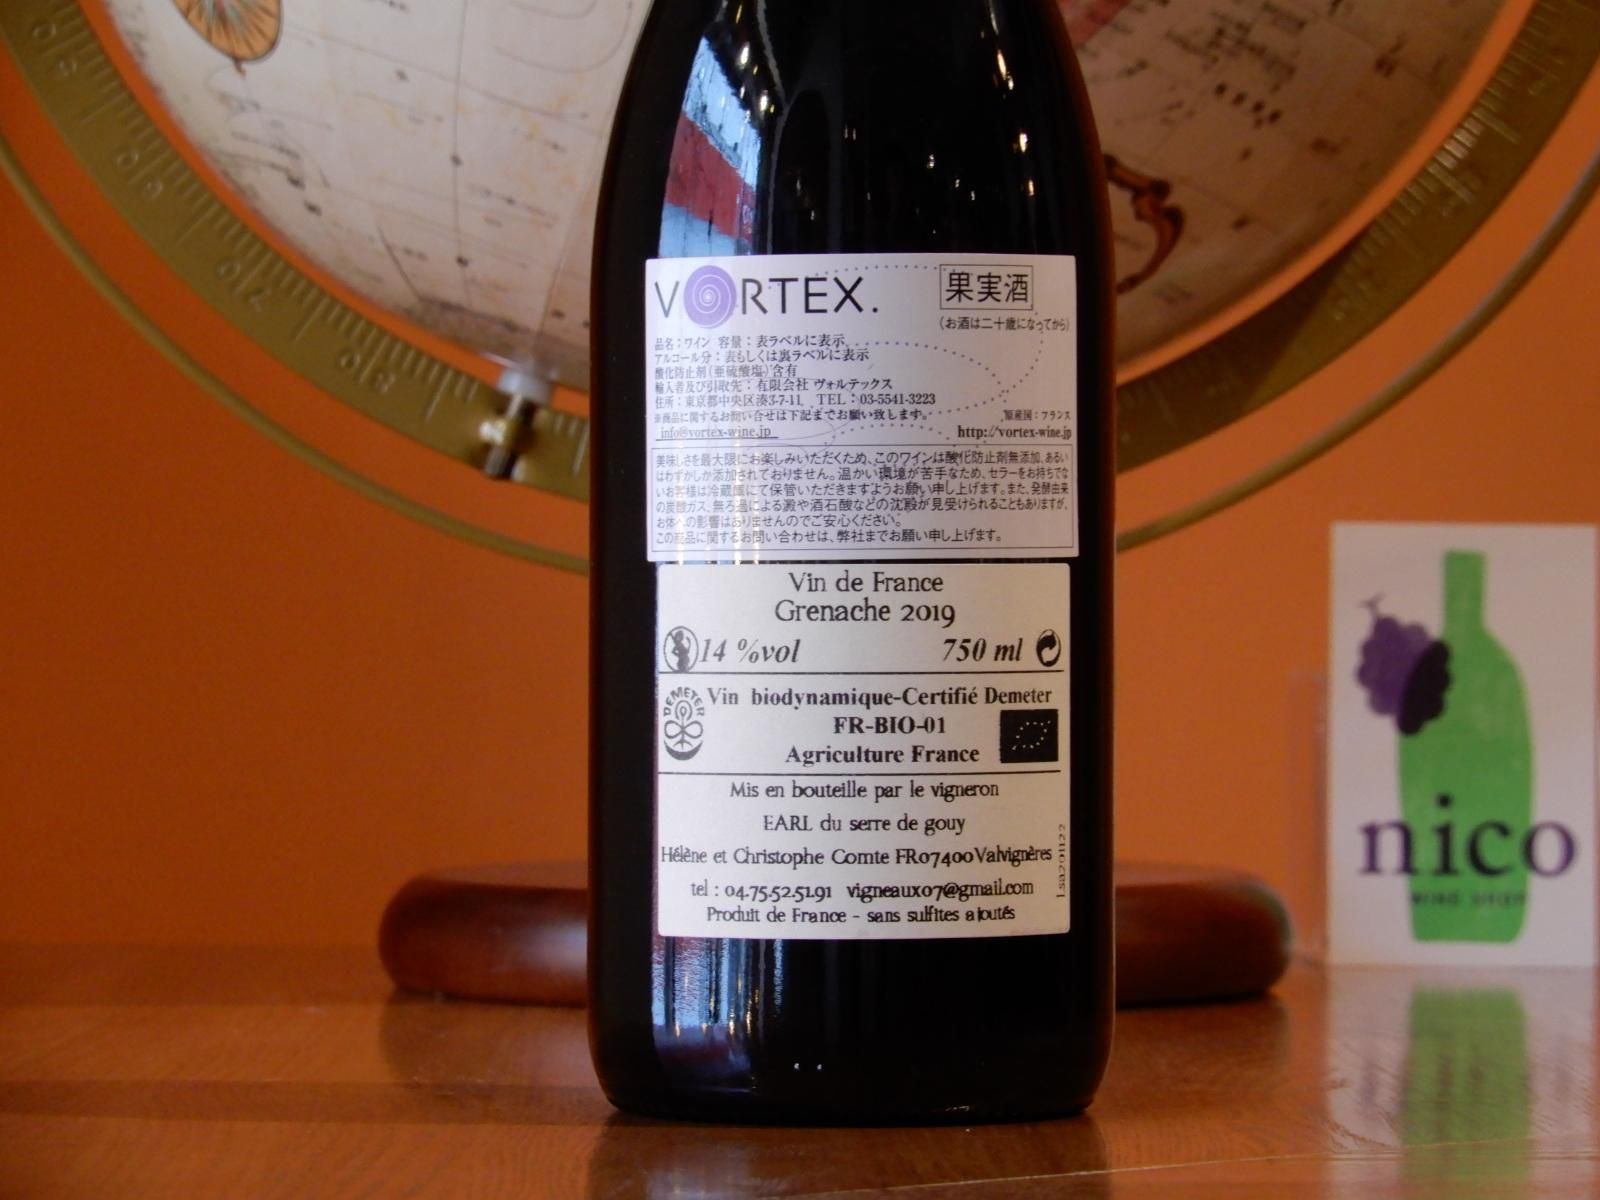 VORTEX.
果実酒
(お酒は二十歳になってから)
品名：ワイン 容量：表ラベルに表示
アルコール分：表もしくは裏ラベルに表示
酸化防止剤(亜硫酸塩)含有
輸入者及び引取先：有限会社 ヴォルテックス
住所：東京都中央区湊3-7-11 TEL：03-5541-3223
※商品に関するお問い合せは下記までお願い致します。 原産国：フランス
info@vortex-wine.jp http://vortex-wine.jp
美味しさを最大限にお楽しみいただくため、このワインは酸化防止剤無添加、あるい
はわずかしか添加されておりません。温かい環境が苦手なため、セラーをお持ちでな
いお客様は冷蔵庫にて保管いただきますようお願い申し上げます。また、発酵由来
の炭酸ガス、無ろ過による澱や酒石酸などの沈殿が見受けられることもありますが、
お体への影響はありませんのでご安心ください。
この商品に関するお問い合わせは、弊社までお願い申し上げます。
Vin de France
Grenache 2019
14 %vol 750 ml
DEMETER
Vin biodynamique-Certifié Demeter
FR-BIO-01
Agriculture France
Mis en bouteille par le vigneron
EARL du serre de gouy
Hélène et Christophe Comte FR07400 Valvignères
tel : 04.75.52.51.91 vigneaux07@gmail.com
Produit de France - sans sulfites ajoutés
nico
WINE SHOP